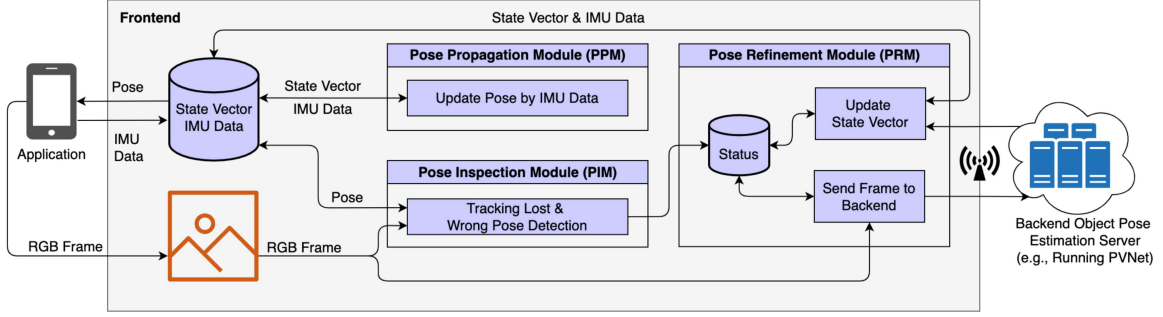 Frontend
State Vector & IMU Data
Pose Propagation Module (PPM)
Update Pose by IMU Data
Pose Refinement Module (PRM)
Update
State Vector
Status
Send Frame to
Backend
Pose
IMU
Data
Application
State Vector
IMU Data
State Vector
IMU Data
Pose Inspection Module (PIM)
Tracking Lost &
Wrong Pose Detection
Pose
RGB Frame
RGB Frame
Backend Object Pose
Estimation Server
(e.g., Running PVNet)